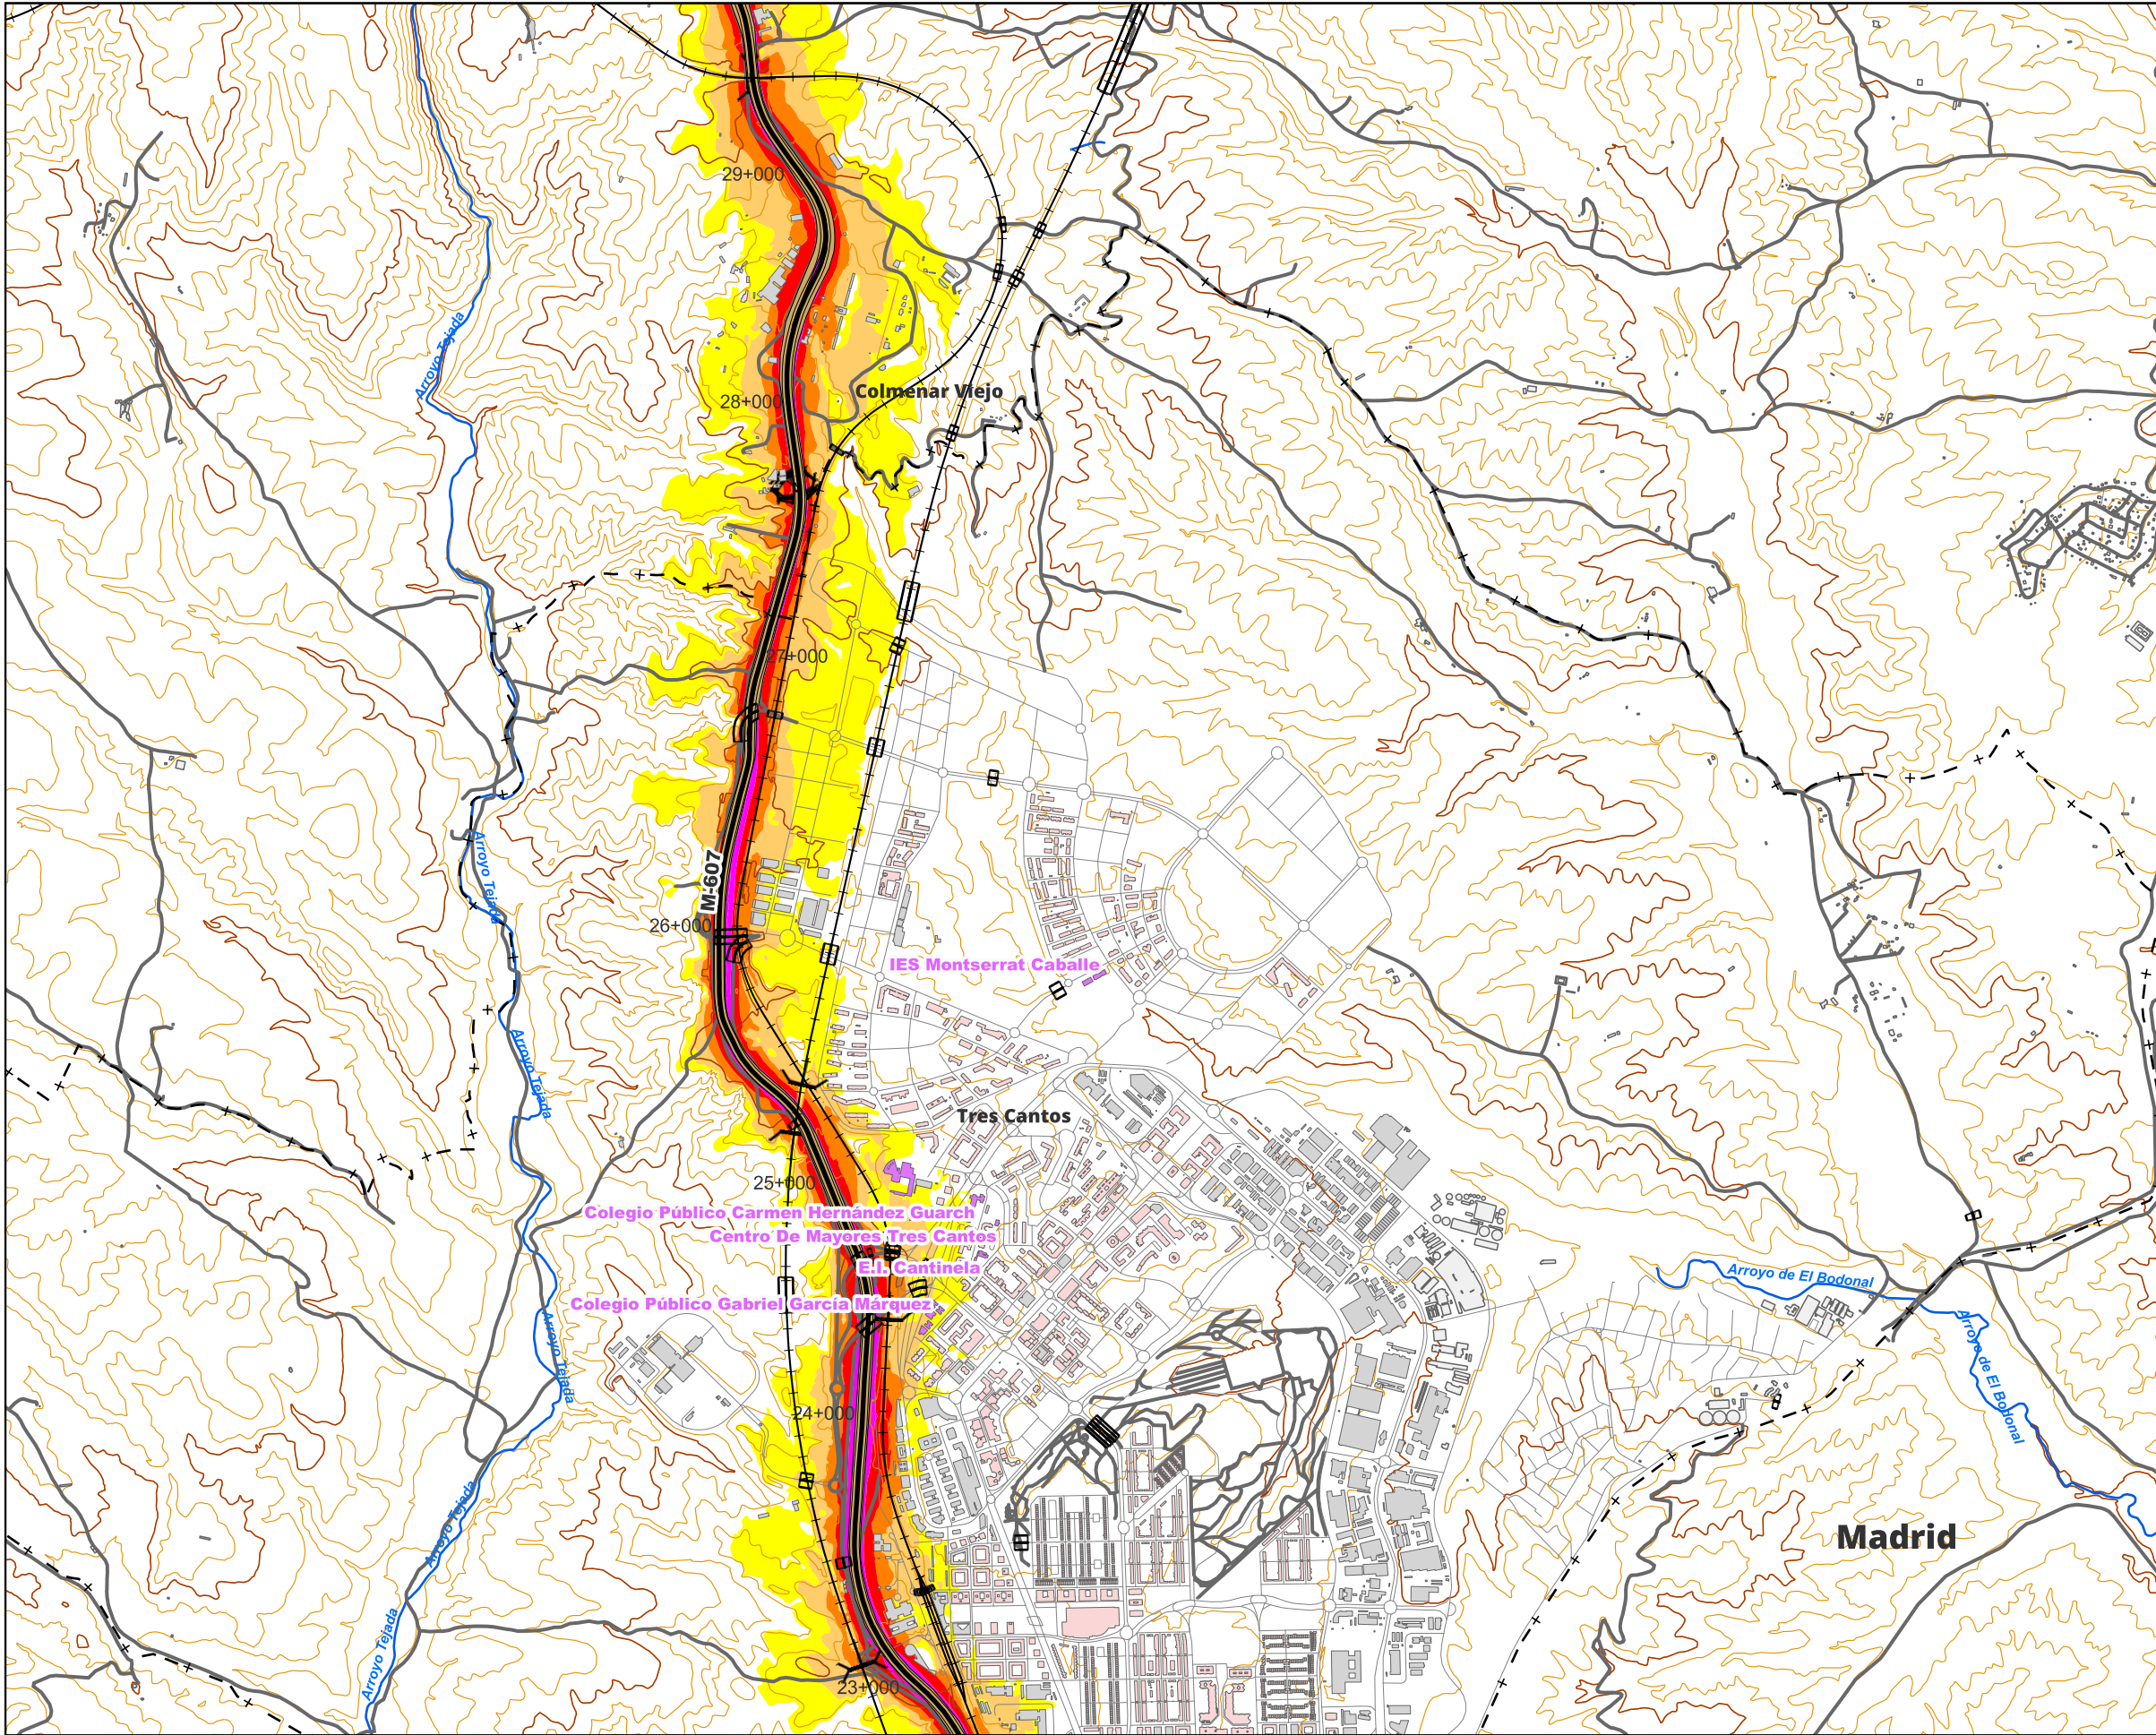 29+000
Arroyo Tejada
Colmenar Viejo
28+000
27+000
M-607
Arroyo Tejada
26+000
IES Montserrat Caballe
Arroyo Tejada
Tres Cantos
25+000
Colegio Público Carmen Hernández Guarch
Centro De Mayores Tres Cantos
E.I. Cantinela
Arroyo de El Bodonal
Colegio Público Gabriel García Márquez
Arroyo Tejada
Arroyo de El Bodonal
24+000
Arroyo Tejada
Madrid
Arroyo Tejada
23+000